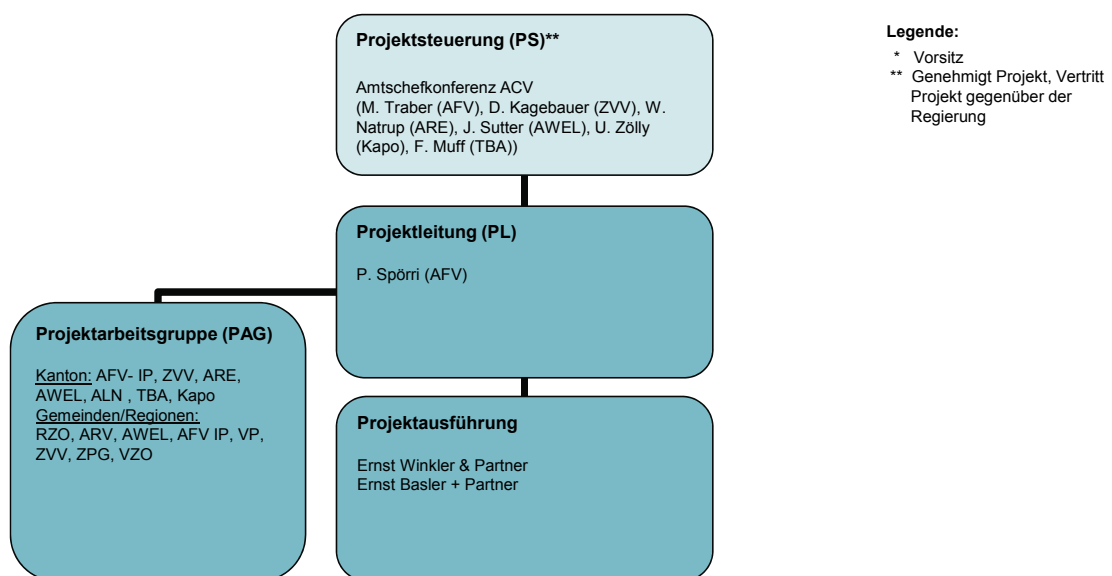 Projektsteuerung (PS)**
Amtschefkonferenz ACV
(M. Traber (AFV), D. Kagebauer (ZVV), W.
Natrup (ARE), J. Sutter (AWEL), U. Zölly
(Kapo), F. Muff (TBA))
Legende:
* Vorsitz
** Genehmigt Projekt, Vertritt
Projekt gegenüber der
Regierung
Projektleitung (PL)
P. Spörri (AFV)
Projektarbeitsgruppe (PAG)
Kanton: AFV- IP, ZVV, ARE,
AWEL, ALN , TBA, Kapo
Gemeinden/Regionen:
RZO, ARV, AWEL, AFV IP, VP,
ZVV, ZPG, VZO
Projektausführung
Ernst Winkler & Partner
Ernst Basler + Partner